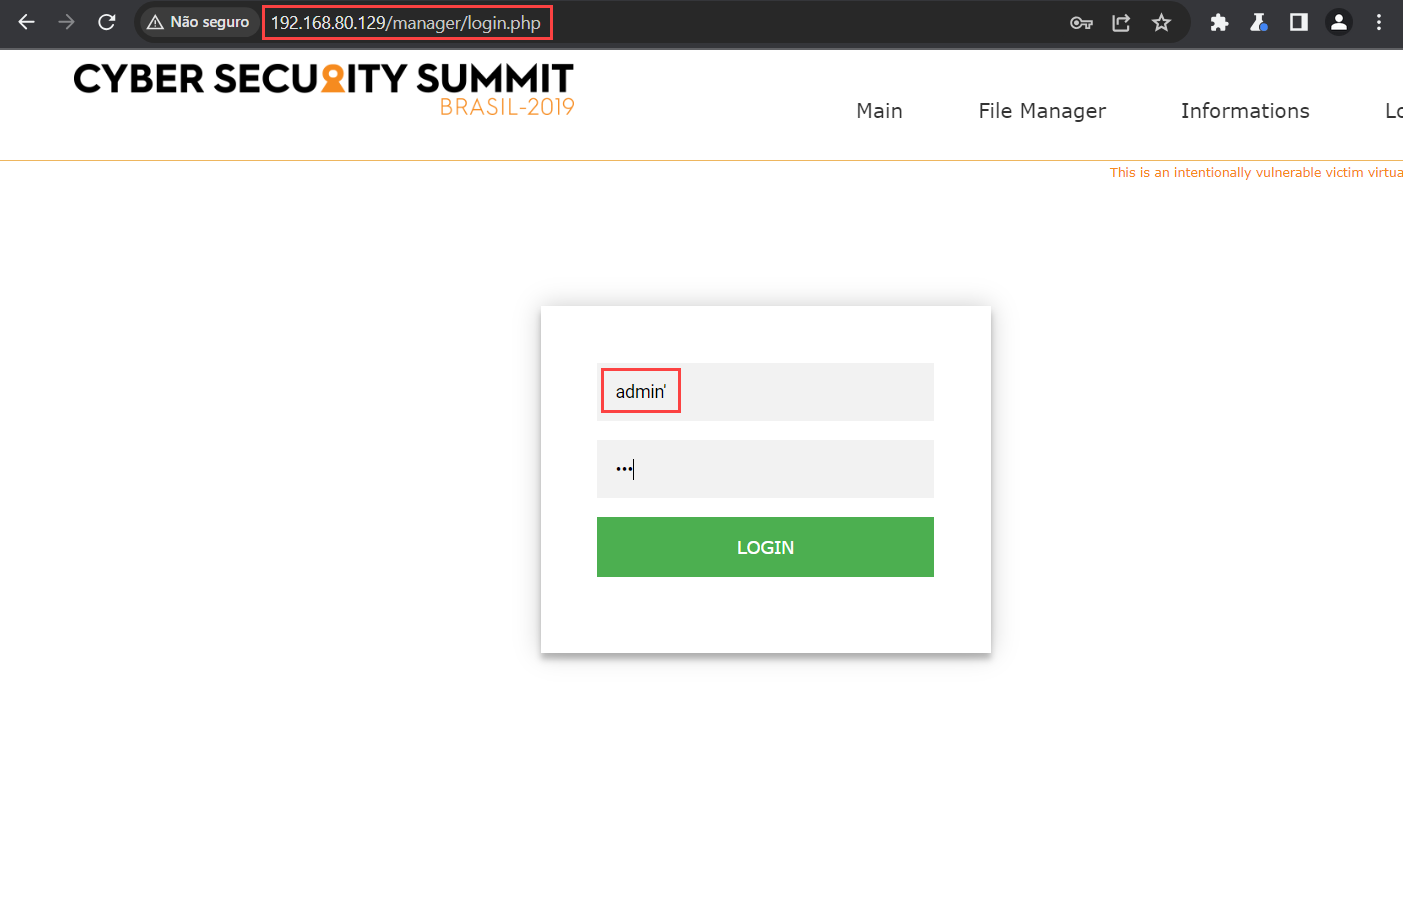 Não seguro
192.168.80.129/manager/login.php
CYBER SECURITY SUMMIT
BRASIL-2019
Main
File Manager
Informations
Lo
This is an intentionally vulnerable victim virtua
admin'
•••
LOGIN